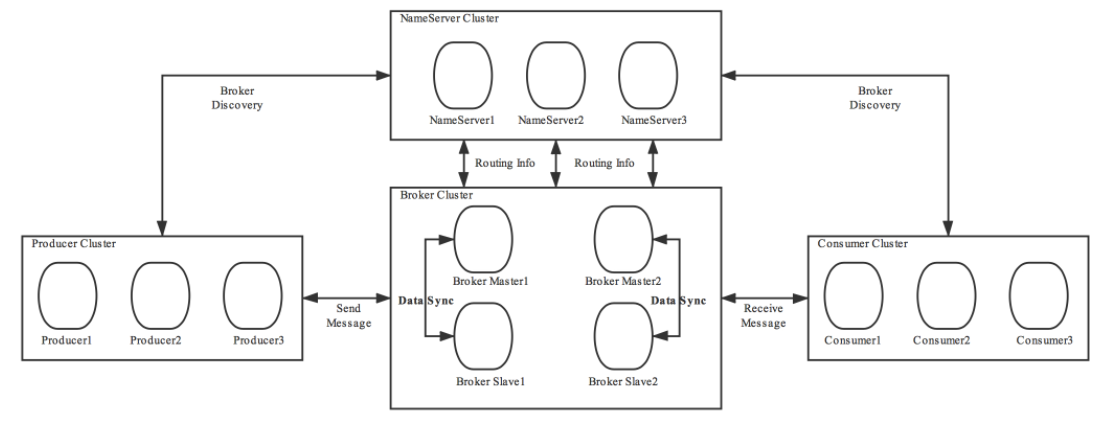 NameServer Cluster
NameServer1
NameServer2
NameServer3
Broker
Discovery
Broker
Discovery
Routing Info
Routing Info
Broker Cluster
Broker Master1
Broker Master2
Data Sync
Data Sync
Broker Slave1
Broker Slave2
Producer Cluster
Producer1
Producer2
Producer3
Send
Message
Receive
Message
Consumer Cluster
Consumer1
Consumer2
Consumer3